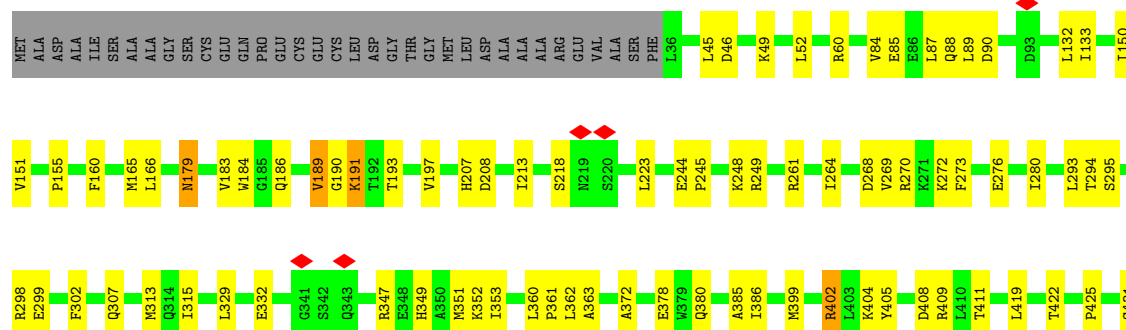 MET ALA ASP ALA ALA ILE SER ALA ALA GLY SER CYS GLU GLN PRO GLU CYS GLU CYS LEU ASP GLY THR GLY MET LEU ASP ALA ALA ALA ARG GLU VAL ALA SER PHE L36 L45 D46 K49 L52 R60 V84 E85 E86 L87 Q88 L89 D90 D93 L132 I133
V151 P155 F160 M165 L166 N179 V183 W184 G185 Q186 V189 G190 K191 T192 T193 V197 H207 D208 I213 S218 N219 S220 L223 E244 P245 K248 R249 R261 I264 D268 V269 R270 K271 K272 F273 E276 I280 L293 T294 S295
R298 E299 F302 Q307 M313 Q314 I315 L329 E332 G341 S342 Q343 R347 E348 H349 A350 M351 K352 I353 L360 P361 L362 A363 A372 E378 W379 Q380 A385 I386 M399 R402 L403 K404 Y405 D408 R409 L410 T411 L419 T422 P425